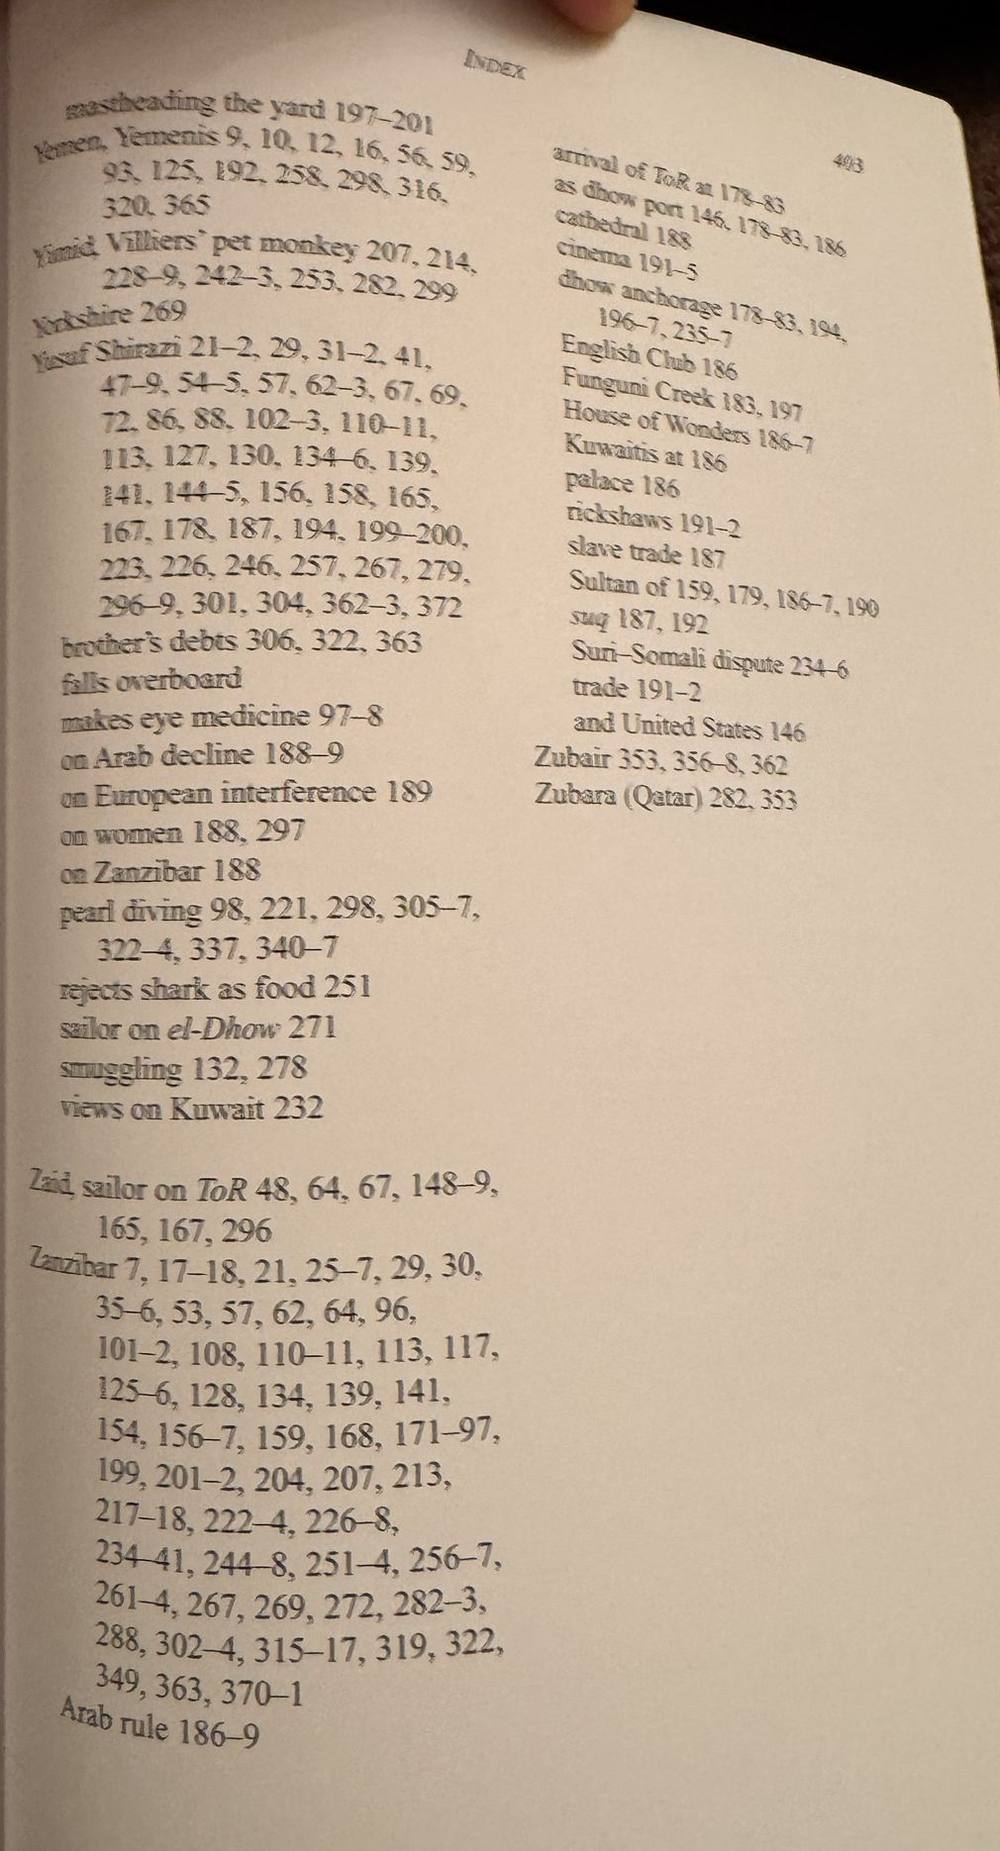 INDEX
403
mastheading the yard 197–201
Yemen, Yemenis 9, 10, 12, 16, 56, 59,
93, 125, 192, 258, 298, 316,
320, 365
Yimid, Villiers' pet monkey 207, 214,
228–9, 242–3, 253, 282, 299
Yorkshire 269
Yusuf Shirazi 21–2, 29, 31–2, 41,
47–9, 54–5, 57, 62–3, 67, 69,
72, 86, 88, 102–3, 110–11,
113, 127, 130, 134–6, 139,
141, 144–5, 156, 158, 165,
167, 178, 187, 194, 199–200,
223, 226, 246, 257, 267, 279,
296–9, 301, 304, 362–3, 372
brother's debts 306, 322, 363
falls overboard
makes eye medicine 97–8
on Arab decline 188–9
on European interference 189
on women 188, 297
on Zanzibar 188
pearl diving 98, 221, 298, 305–7,
322–4, 337, 340–7
rejects shark as food 251
sailor on el-Dhow 271
smuggling 132, 278
views on Kuwait 232
Zaid, sailor on ToR 48, 64, 67, 148–9,
165, 167, 296
Zanzibar 7, 17–18, 21, 25–7, 29, 30,
35–6, 53, 57, 62, 64, 96,
101–2, 108, 110–11, 113, 117,
125–6, 128, 134, 139, 141,
154, 156–7, 159, 168, 171–97,
199, 201–2, 204, 207, 213,
217–18, 222–4, 226–8,
234–41, 244–8, 251–4, 256–7,
261–4, 267, 269, 272, 282–3,
288, 302–4, 315–17, 319, 322,
349, 363, 370–1
Arab rule 186–9
arrival of ToR at 178–83
as dhow port 146, 178–83, 186
cathedral 188
cinema 191–5
dhow anchorage 178–83, 194,
196–7, 235–7
English Club 186
Funguni Creek 183, 197
House of Wonders 186–7
Kuwaitis at 186
palace 186
rickshaws 191–2
slave trade 187
Sultan of 159, 179, 186–7, 190
suq 187, 192
Suri–Somali dispute 234–6
trade 191–2
and United States 146
Zubair 353, 356–8, 362
Zubara (Qatar) 282, 353